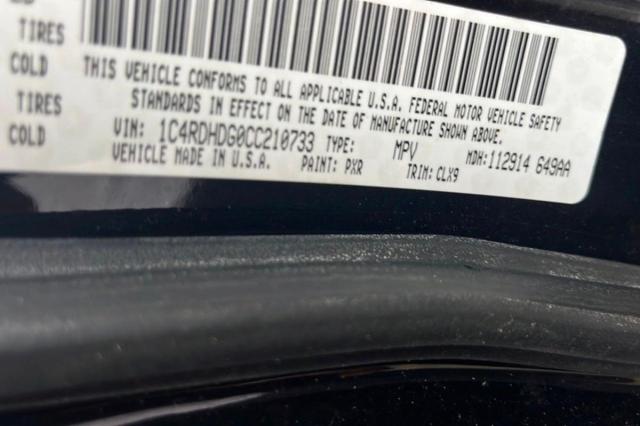 TIRES
COLD THIS VEHICLE CONFORMS TO ALL APPLICABLE U.S.A. FEDERAL MOTOR VEHICLE SAFETY
TIRES STANDARDS IN EFFECT ON THE DATE OF MANUFACTURE SHOWN ABOVE.
COLD VIN: 1C4RDHDG0CC210733 TYPE: MPV MDH: 112914 649AA
VEHICLE MADE IN U.S.A. PAINT: PXR TRIM: CLX9